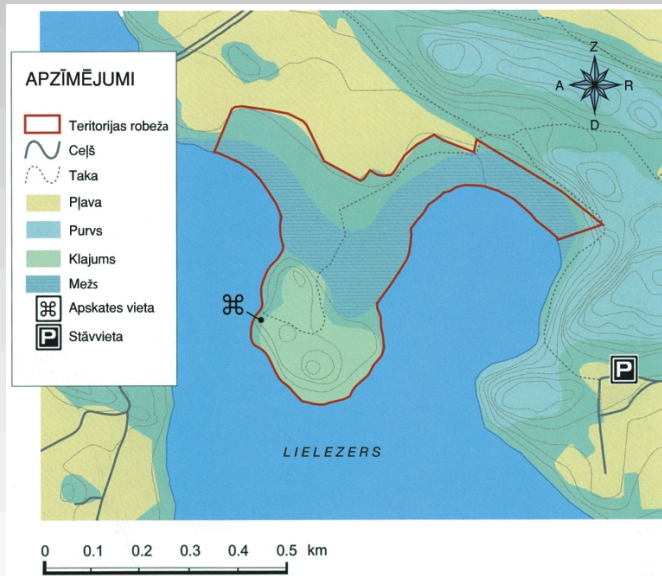 APZĪMĒJUMI
Teritorijas robeža
Ceļš
Taka
Pļava
Purvs
Klajums
Mežs
⌘ Apskates vieta
P Stāvvieta
Z
A R
D
⌘
P
LIELEZERS
0 0.1 0.2 0.3 0.4 0.5 km